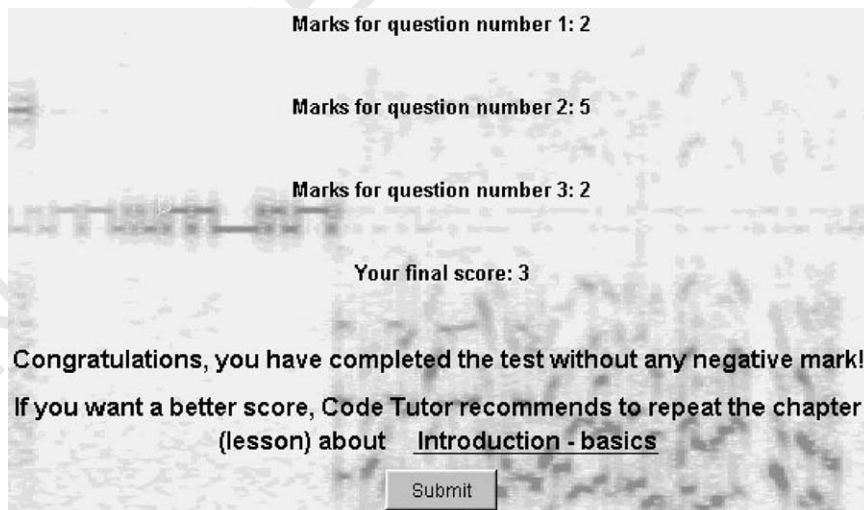 Marks for question number 1: 2
Marks for question number 2: 5
Marks for question number 3: 2
Your final score: 3
Congratulations, you have completed the test without any negative mark!
If you want a better score, Code Tutor recommends to repeat the chapter
(lesson) about Introduction - basics
Submit